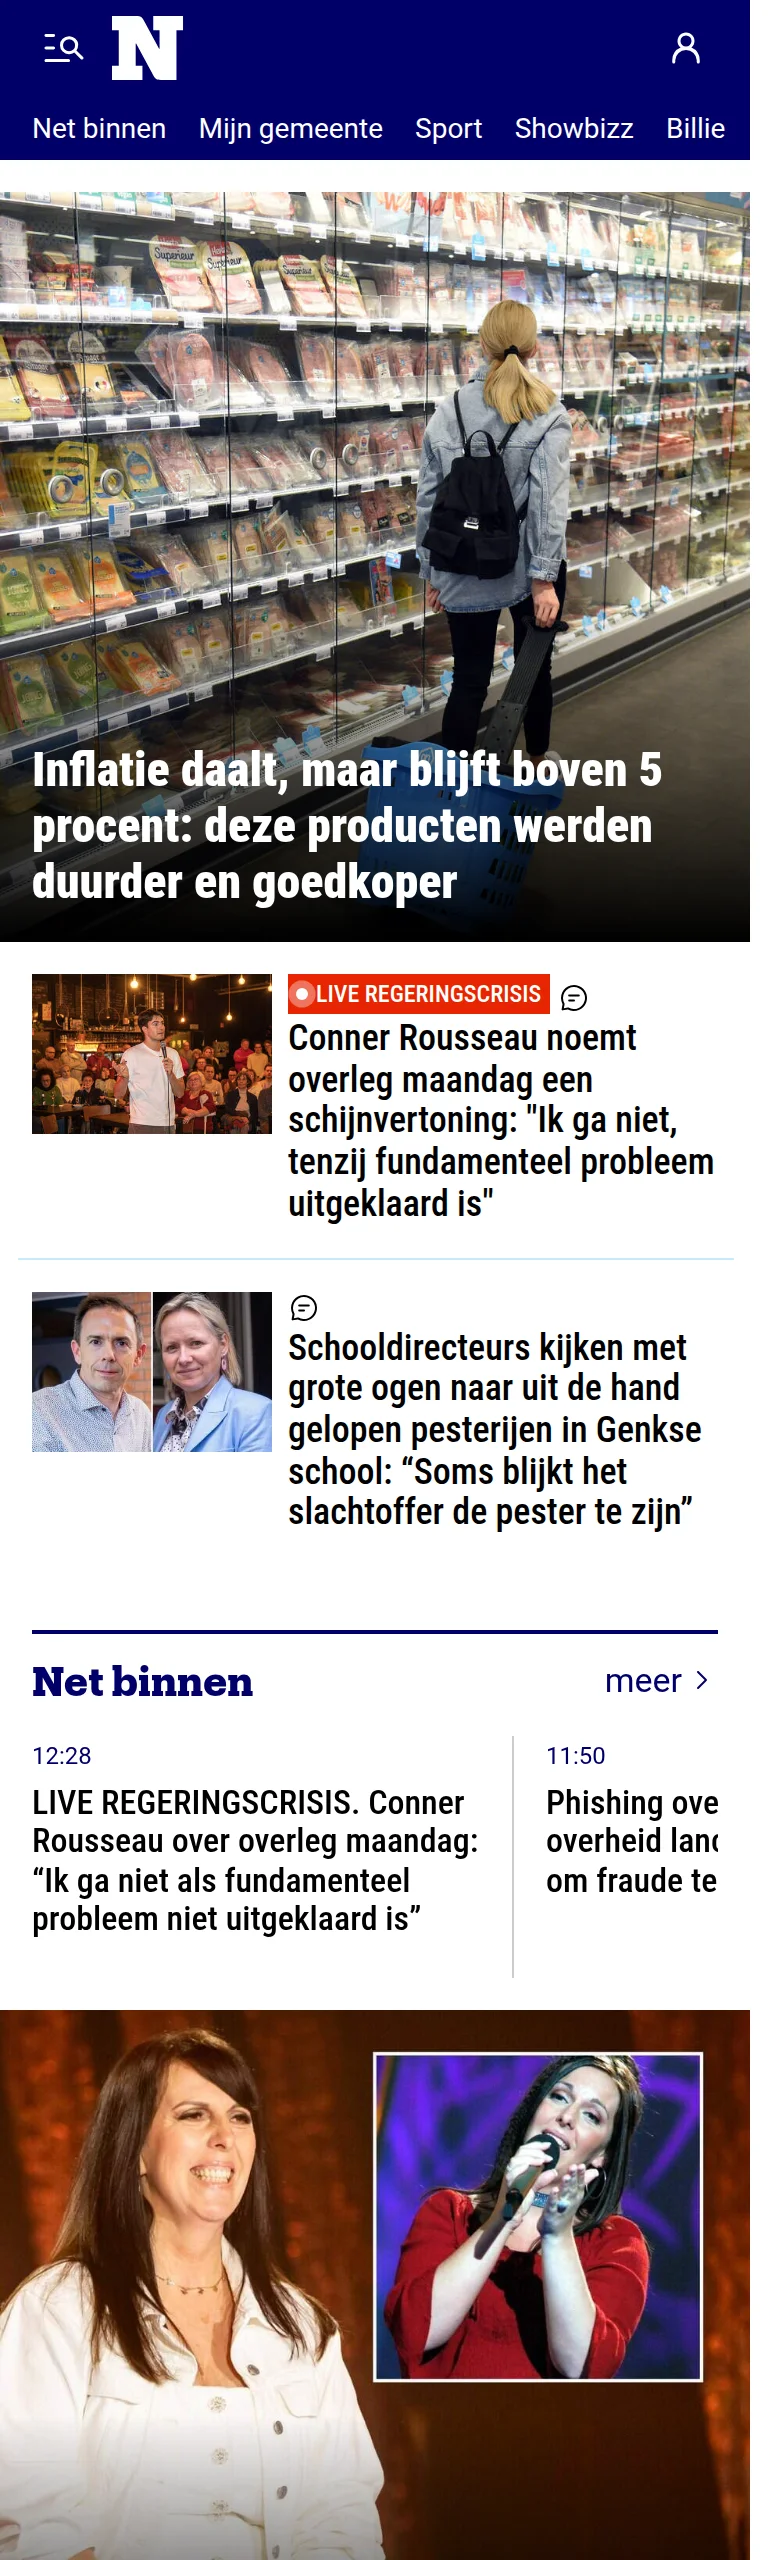 N
Net binnen Mijn gemeente Sport Showbizz Billie
Superieur Superieur
Inflatie daalt, maar blijft boven 5
procent: deze producten werden
duurder en goedkoper
LIVE REGERINGSCRISIS
Conner Rousseau noemt
overleg maandag een
schijnvertoning: "Ik ga niet,
tenzij fundamenteel probleem
uitgeklaard is"
Schooldirecteurs kijken met
grote ogen naar uit de hand
gelopen pesterijen in Genkse
school: “Soms blijkt het
slachtoffer de pester te zijn”
Net binnen
meer
12:28
LIVE REGERINGSCRISIS. Conner
Rousseau over overleg maandag:
“Ik ga niet als fundamenteel
probleem niet uitgeklaard is”
11:50
Phishing ove
overheid lanc
om fraude te